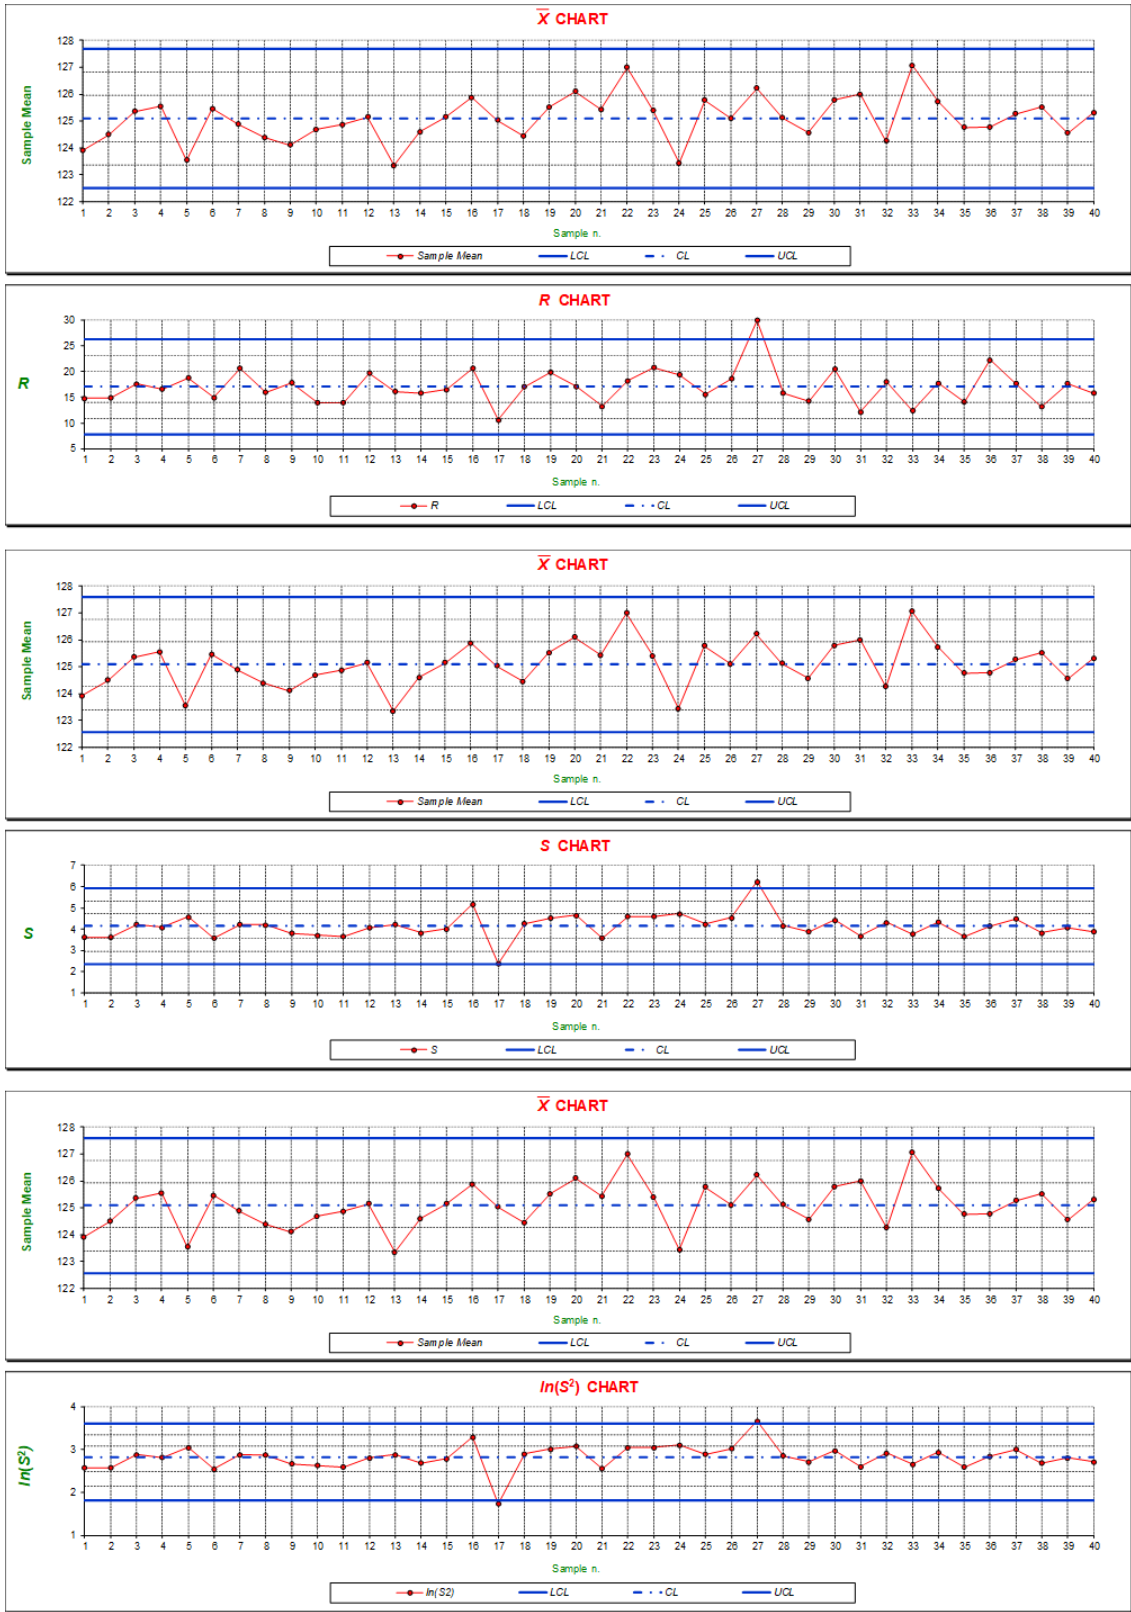 X CHART
128
127
126
125
124
123
122
Sample Mean
1 2 3 4 5 6 7 8 9 10 11 12 13 14 15 16 17 18 19 20 21 22 23 24 25 26 27 28 29 30 31 32 33 34 35 36 37 38 39 40
Sample n.
Sample Mean LCL CL UCL
R CHART
30
25
20
15
10
5
R
1 2 3 4 5 6 7 8 9 10 11 12 13 14 15 16 17 18 19 20 21 22 23 24 25 26 27 28 29 30 31 32 33 34 35 36 37 38 39 40
Sample n.
R LCL CL UCL
X CHART
128
127
126
125
124
123
122
Sample Mean
1 2 3 4 5 6 7 8 9 10 11 12 13 14 15 16 17 18 19 20 21 22 23 24 25 26 27 28 29 30 31 32 33 34 35 36 37 38 39 40
Sample n.
Sample Mean LCL CL UCL
S CHART
7
6
5
4
3
2
1
S
1 2 3 4 5 6 7 8 9 10 11 12 13 14 15 16 17 18 19 20 21 22 23 24 25 26 27 28 29 30 31 32 33 34 35 36 37 38 39 40
Sample n.
S LCL CL UCL
X CHART
128
127
126
125
124
123
122
Sample Mean
1 2 3 4 5 6 7 8 9 10 11 12 13 14 15 16 17 18 19 20 21 22 23 24 25 26 27 28 29 30 31 32 33 34 35 36 37 38 39 40
Sample n.
Sample Mean LCL CL UCL
ln(S²) CHART
4
3
2
1
ln(S²)
1 2 3 4 5 6 7 8 9 10 11 12 13 14 15 16 17 18 19 20 21 22 23 24 25 26 27 28 29 30 31 32 33 34 35 36 37 38 39 40
Sample n.
ln(S2) LCL CL UCL